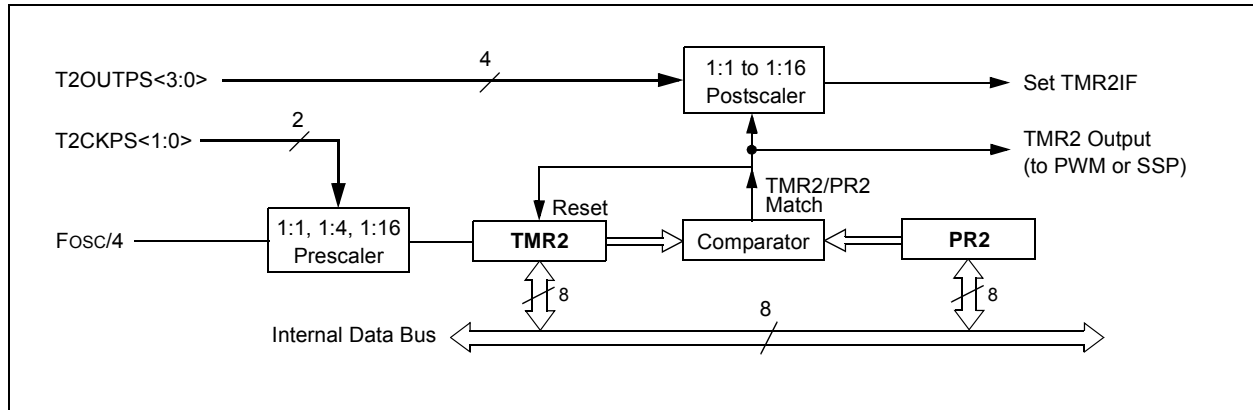 4
1:1 to 1:16
Postscaler
T2OUTPS<3:0>
Set TMR2IF
2
T2CKPS<1:0>
TMR2 Output
(to PWM or SSP)
TMR2/PR2
Match
Reset
1:1, 1:4, 1:16
Prescaler
FOSC/4
TMR2
Comparator
PR2
8
8
8
Internal Data Bus